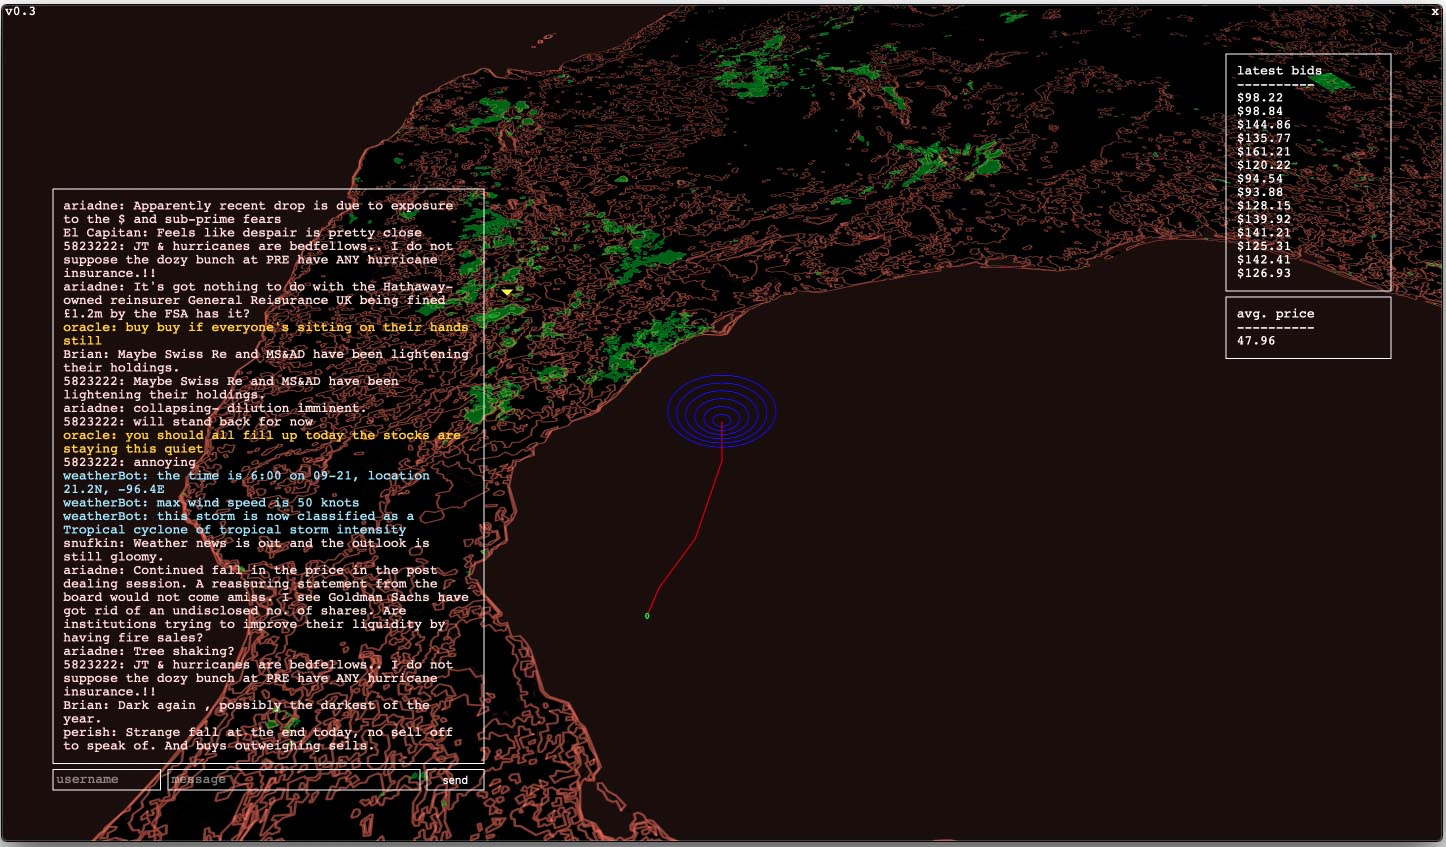 v0.3
x
ariadne: Apparently recent drop is due to exposure
to the $ and sub-prime fears
El Capitan: Feels like despair is pretty close
5823222: JT & hurricanes are bedfellows.. I do not
suppose the dozy bunch at PRE have ANY hurricane
insurance.!!
ariadne: It's got nothing to do with the Hathaway-
owned reinsurer General Reisurance UK being fined
£1.2m by the FSA has it?
oracle: buy buy if everyone's sitting on their hands
still
Brian: Maybe Swiss Re and MS&AD have been lightening
their holdings.
5823222: Maybe Swiss Re and MS&AD have been
lightening their holdings.
ariadne: collapsing- dilution imminent.
5823222: will stand back for now
oracle: you should all fill up today the stocks are
staying this quiet
5823222: annoying
weatherBot: the time is 6:00 on 09-21, location
21.2N, -96.4E
weatherBot: max wind speed is 50 knots
weatherBot: this storm is now classified as a
Tropical cyclone of tropical storm intensity
snufkin: Weather news is out and the outlook is
still gloomy.
ariadne: Continued fall in the price in the post
dealing session. A reassuring statement from the
board would not come amiss. I see Goldman Sachs have
got rid of an undisclosed no. of shares. Are
institutions trying to improve their liquidity by
having fire sales?
ariadne: Tree shaking?
5823222: JT & hurricanes are bedfellows.. I do not
suppose the dozy bunch at PRE have ANY hurricane
insurance.!!
Brian: Dark again , possibly the darkest of the
year.
perish: Strange fall at the end today, no sell off
to speak of. And buys outweighing sells.
username message send
latest bids
----------
$98.22
$98.84
$144.86
$135.77
$161.21
$120.22
$94.54
$93.88
$128.15
$139.92
$141.21
$125.31
$142.41
$126.93
avg. price
----------
47.96
0